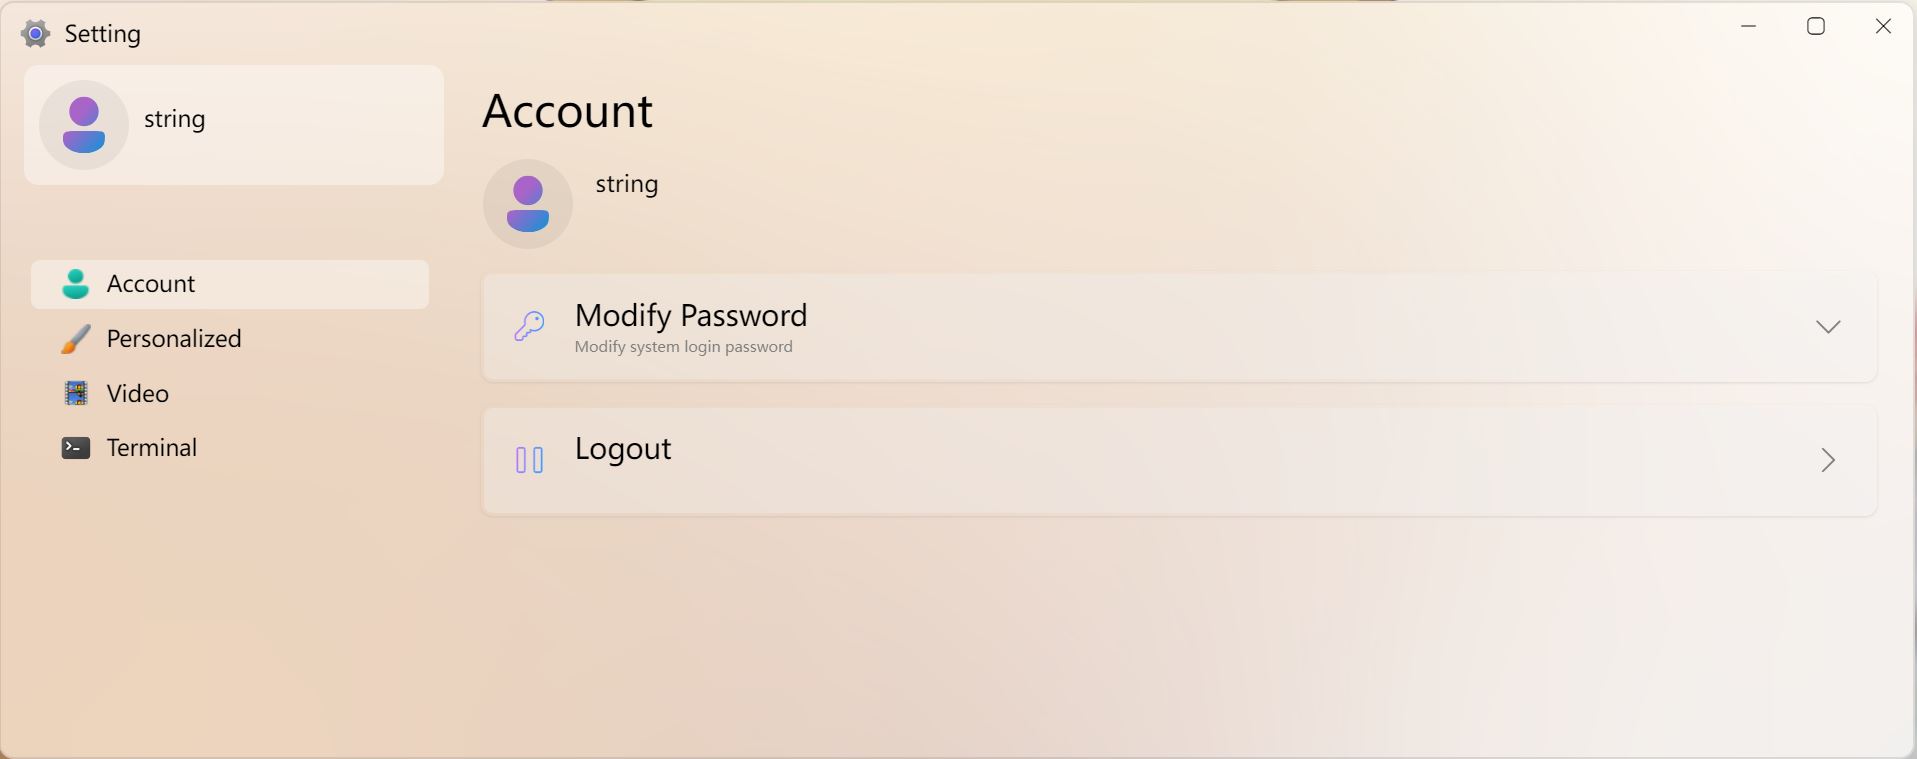 Setting
string
Account
Personalized
Video
Terminal
Account
string
Modify Password
Modify system login password
Logout